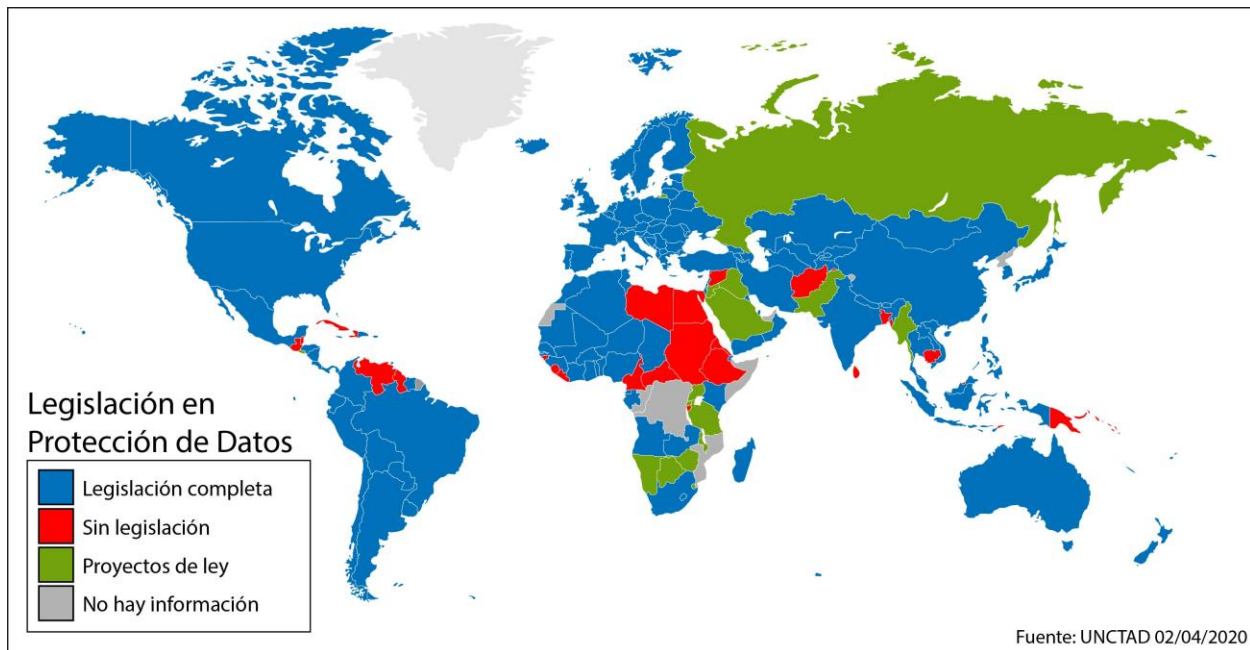 Legislación en
Protección de Datos
Legislación completa
Sin legislación
Proyectos de ley
No hay información
Fuente: UNCTAD 02/04/2020